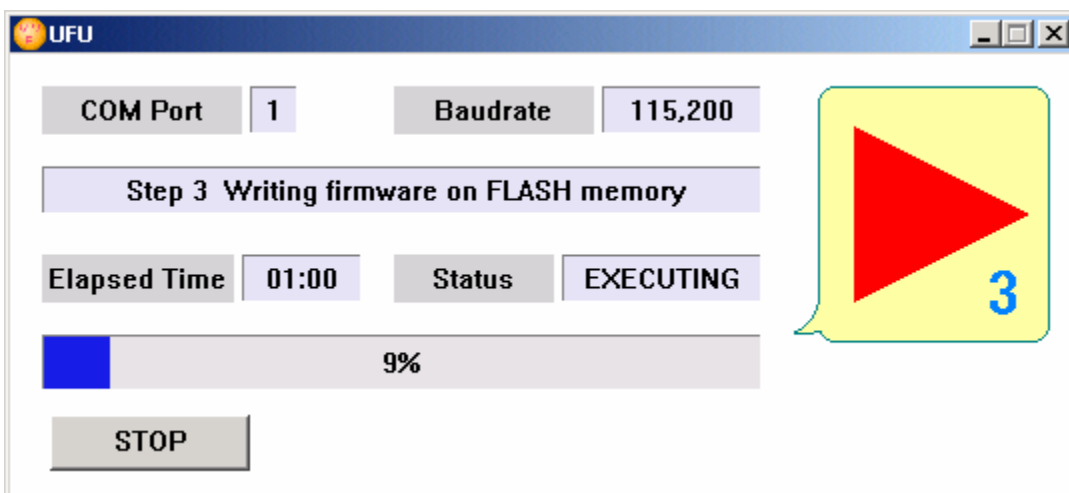 UFU
COM Port 1 Baudrate 115,200
Step 3 Writing firmware on FLASH memory
Elapsed Time 01:00 Status EXECUTING
3
9%
STOP